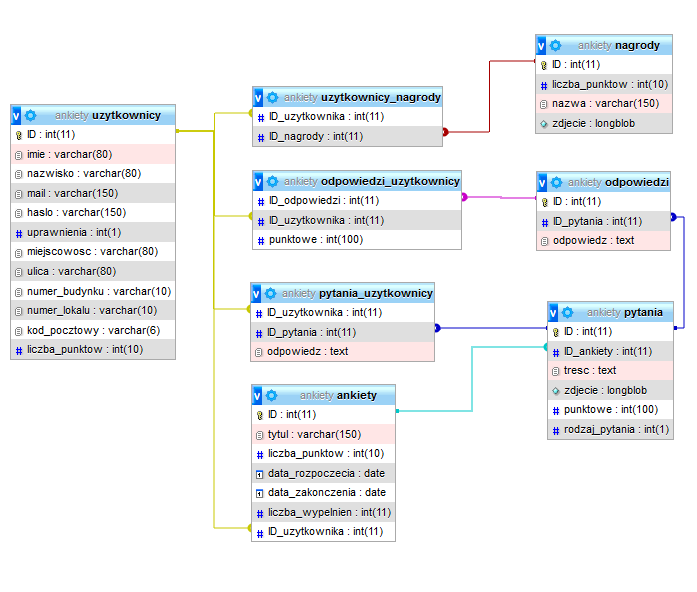 ankiety uzytkownicy
ID : int(11)
imie : varchar(80)
nazwisko : varchar(80)
mail : varchar(150)
haslo : varchar(150)
uprawnienia : int(1)
miejscowosc : varchar(80)
ulica : varchar(80)
numer_budynku : varchar(10)
numer_lokalu : varchar(10)
kod_pocztowy : varchar(6)
liczba_punktow : int(10)
ankiety uzytkownicy_nagrody
ID_uzytkownika : int(11)
ID_nagrody : int(11)
ankiety odpowiedzi_uzytkownicy
ID_odpowiedzi : int(11)
ID_uzytkownika : int(11)
punktowe : int(100)
ankiety pytania_uzytkownicy
ID_uzytkownika : int(11)
ID_pytania : int(11)
odpowiedz : text
ankiety ankiety
ID : int(11)
tytul : varchar(150)
liczba_punktow : int(10)
data_rozpoczecia : date
data_zakonczenia : date
liczba_wypelnien : int(11)
ID_uzytkownika : int(11)
ankiety nagrody
ID : int(11)
liczba_punktow : int(10)
nazwa : varchar(150)
zdjecie : longblob
ankiety odpowiedzi
ID : int(11)
ID_pytania : int(11)
odpowiedz : text
ankiety pytania
ID : int(11)
ID_ankiety : int(11)
tresc : text
zdjecie : longblob
punktowe : int(100)
rodzaj_pytania : int(1)